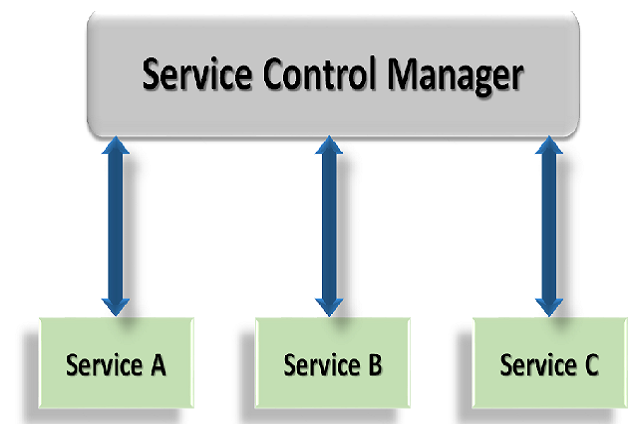 Service Control Manager
Service A
Service B
Service C